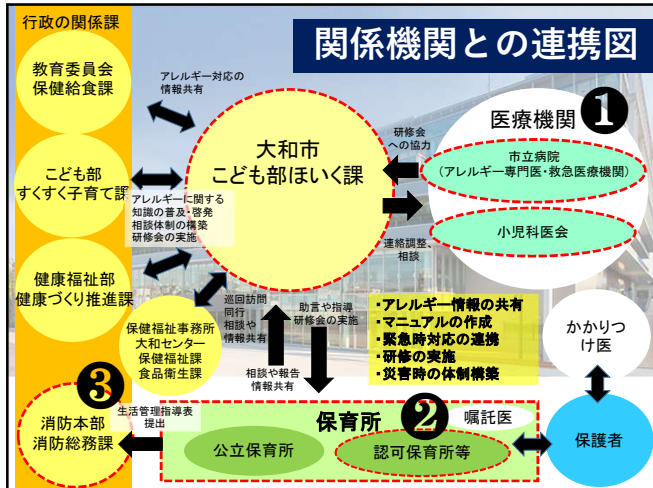 行政の関係課
関係機関との連携図
教育委員会
保健給食課
アレルギー対応の
情報共有
大和市
こども部ほいく課
研修会
への協力
医療機関
❶
市立病院
(アレルギー専門医・救急医療機関)
こども部
すくすく子育て課
アレルギーに関する
知識の普及・啓発
相談体制の構築
研修会の実施
連絡調整、
相談
小児科医会
健康福祉部
健康づくり推進課
巡回訪問
同行
相談や
情報共有
助言や指導
研修会の実施
・アレルギー情報の共有
・マニュアルの作成
・緊急時対応の連携
・研修の実施
・災害時の体制構築
かかりつ
け医
保健福祉事務所
大和センター
保健福祉課
食品衛生課
相談や報告
情報共有
❸
消防本部
消防総務課
生活管理指導表
提出
保育所
❷
嘱託医
公立保育所
認可保育所等
保護者